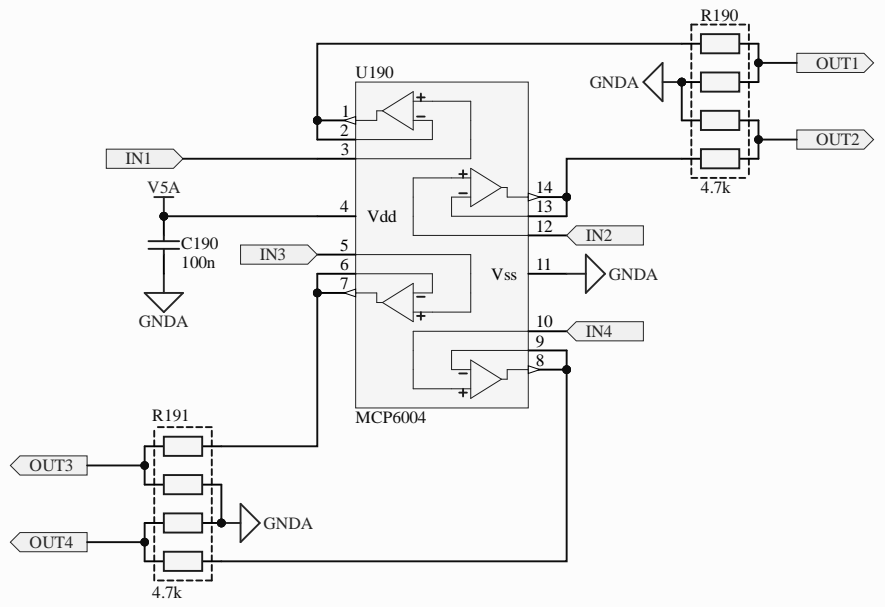 R190
OUT1
GNDA
OUT2
4.7k
U190
+
1
−
2
3
IN1
+
14
−
13
V5A
4
Vdd
12
IN2
C190
100n
IN3
5
6
Vss
11
GNDA
7
−
+
GNDA
10
IN4
9
−
8
+
MCP6004
R191
OUT3
GNDA
OUT4
4.7k